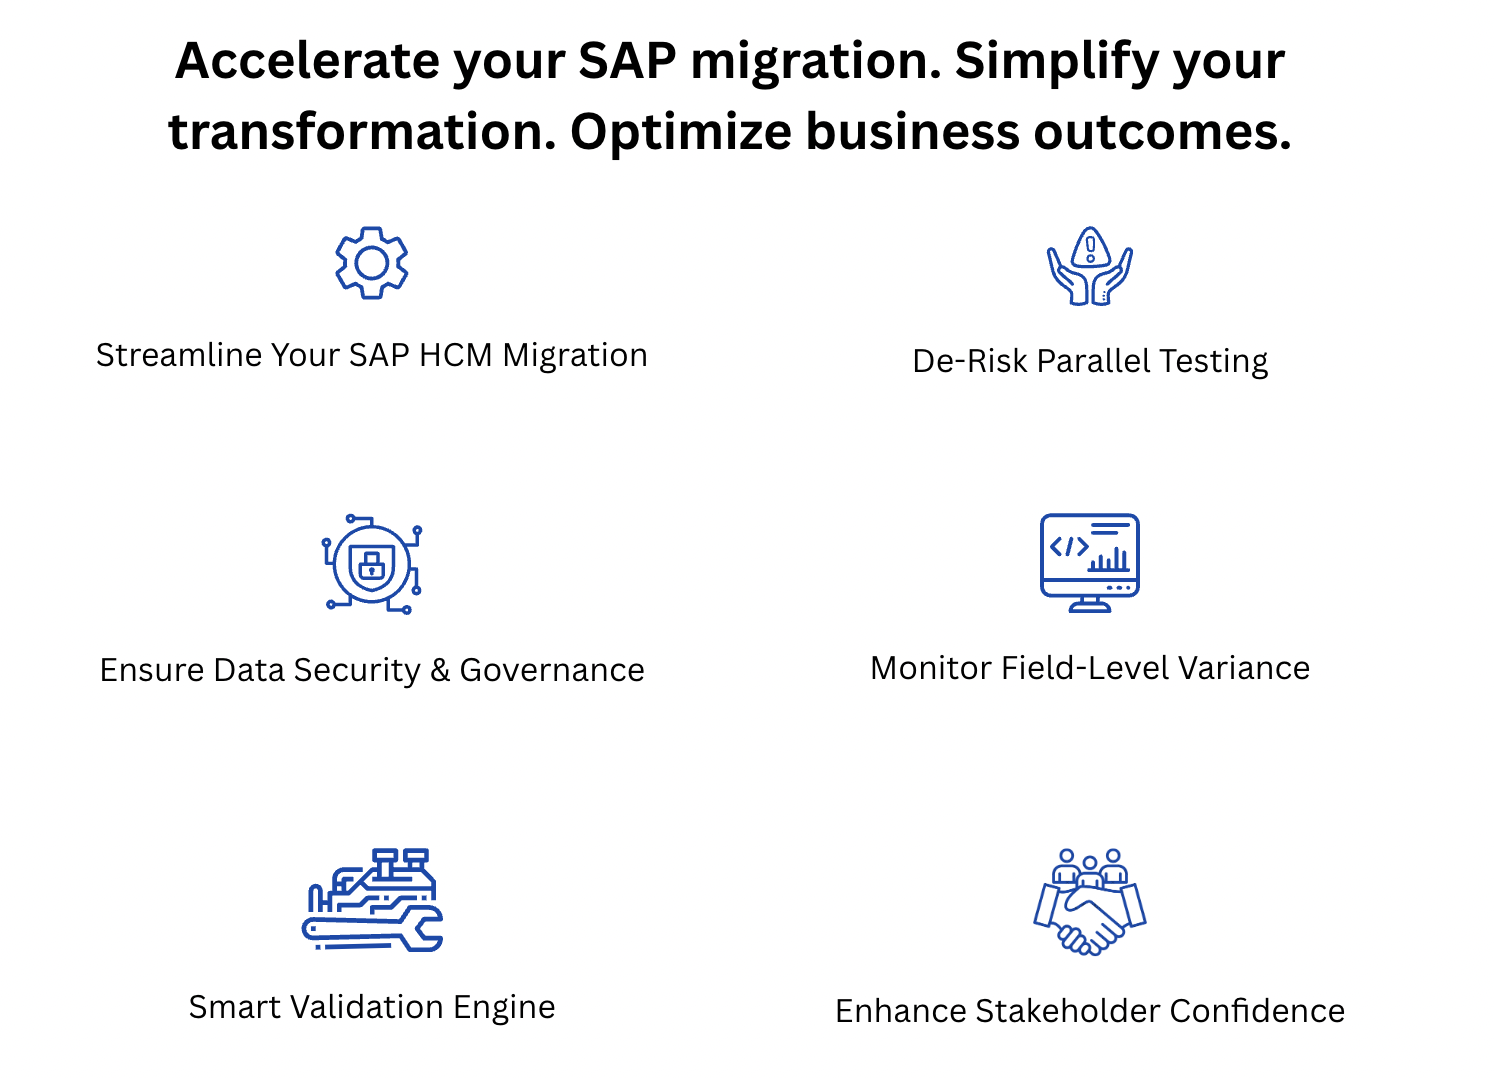 Accelerate your SAP migration. Simplify your
transformation. Optimize business outcomes.
Streamline Your SAP HCM Migration
De-Risk Parallel Testing
Ensure Data Security & Governance
Monitor Field-Level Variance
Smart Validation Engine
Enhance Stakeholder Confidence